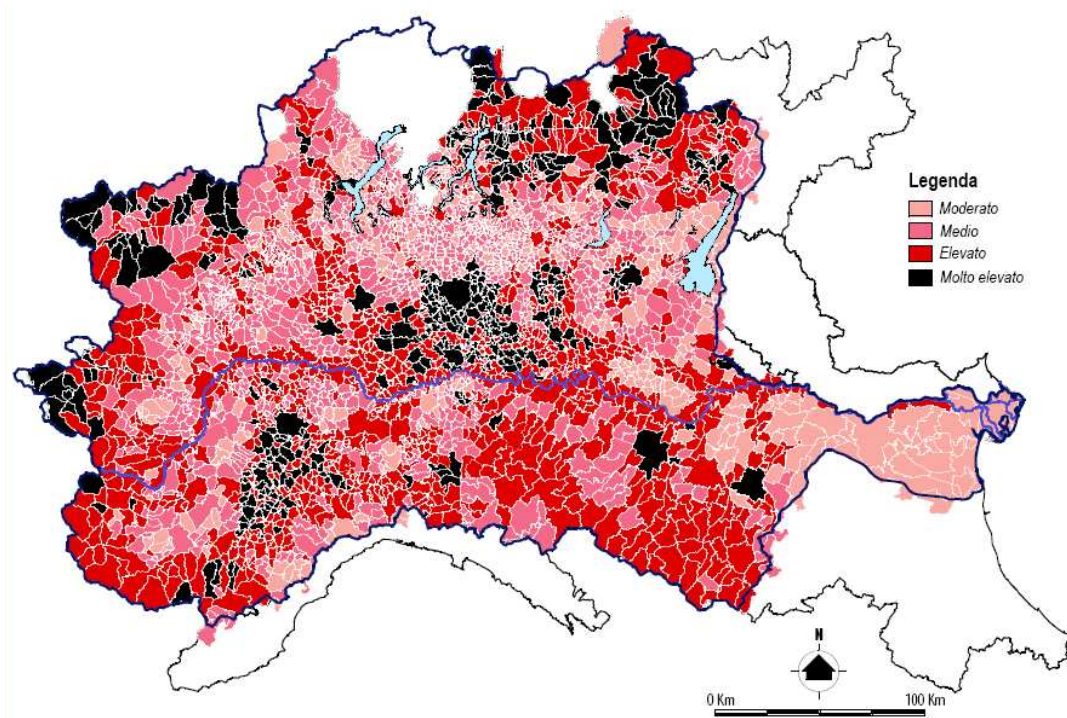 Legenda
Moderato
Medio
Elevato
Molto elevato
N
0 Km 100 Km